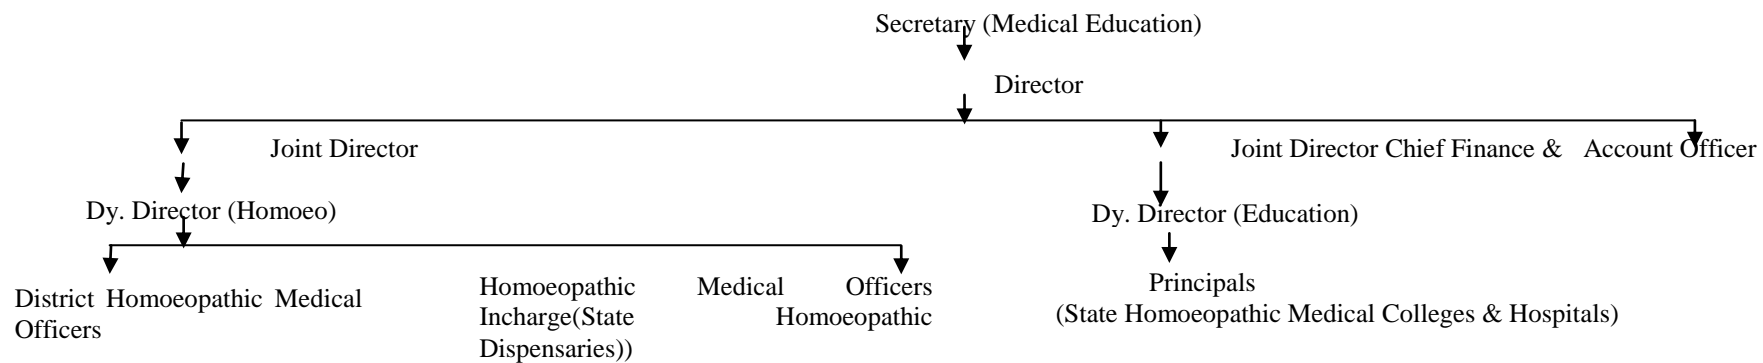 Secretary (Medical Education)
Director
Joint Director
Joint Director Chief Finance & Account Officer
Dy. Director (Homoeo)
Dy. Director (Education)
District Homoeopathic Medical
Officers
Homoeopathic Medical Officers
Incharge(State Homoeopathic
Dispensaries))
Principals
(State Homoeopathic Medical Colleges & Hospitals)